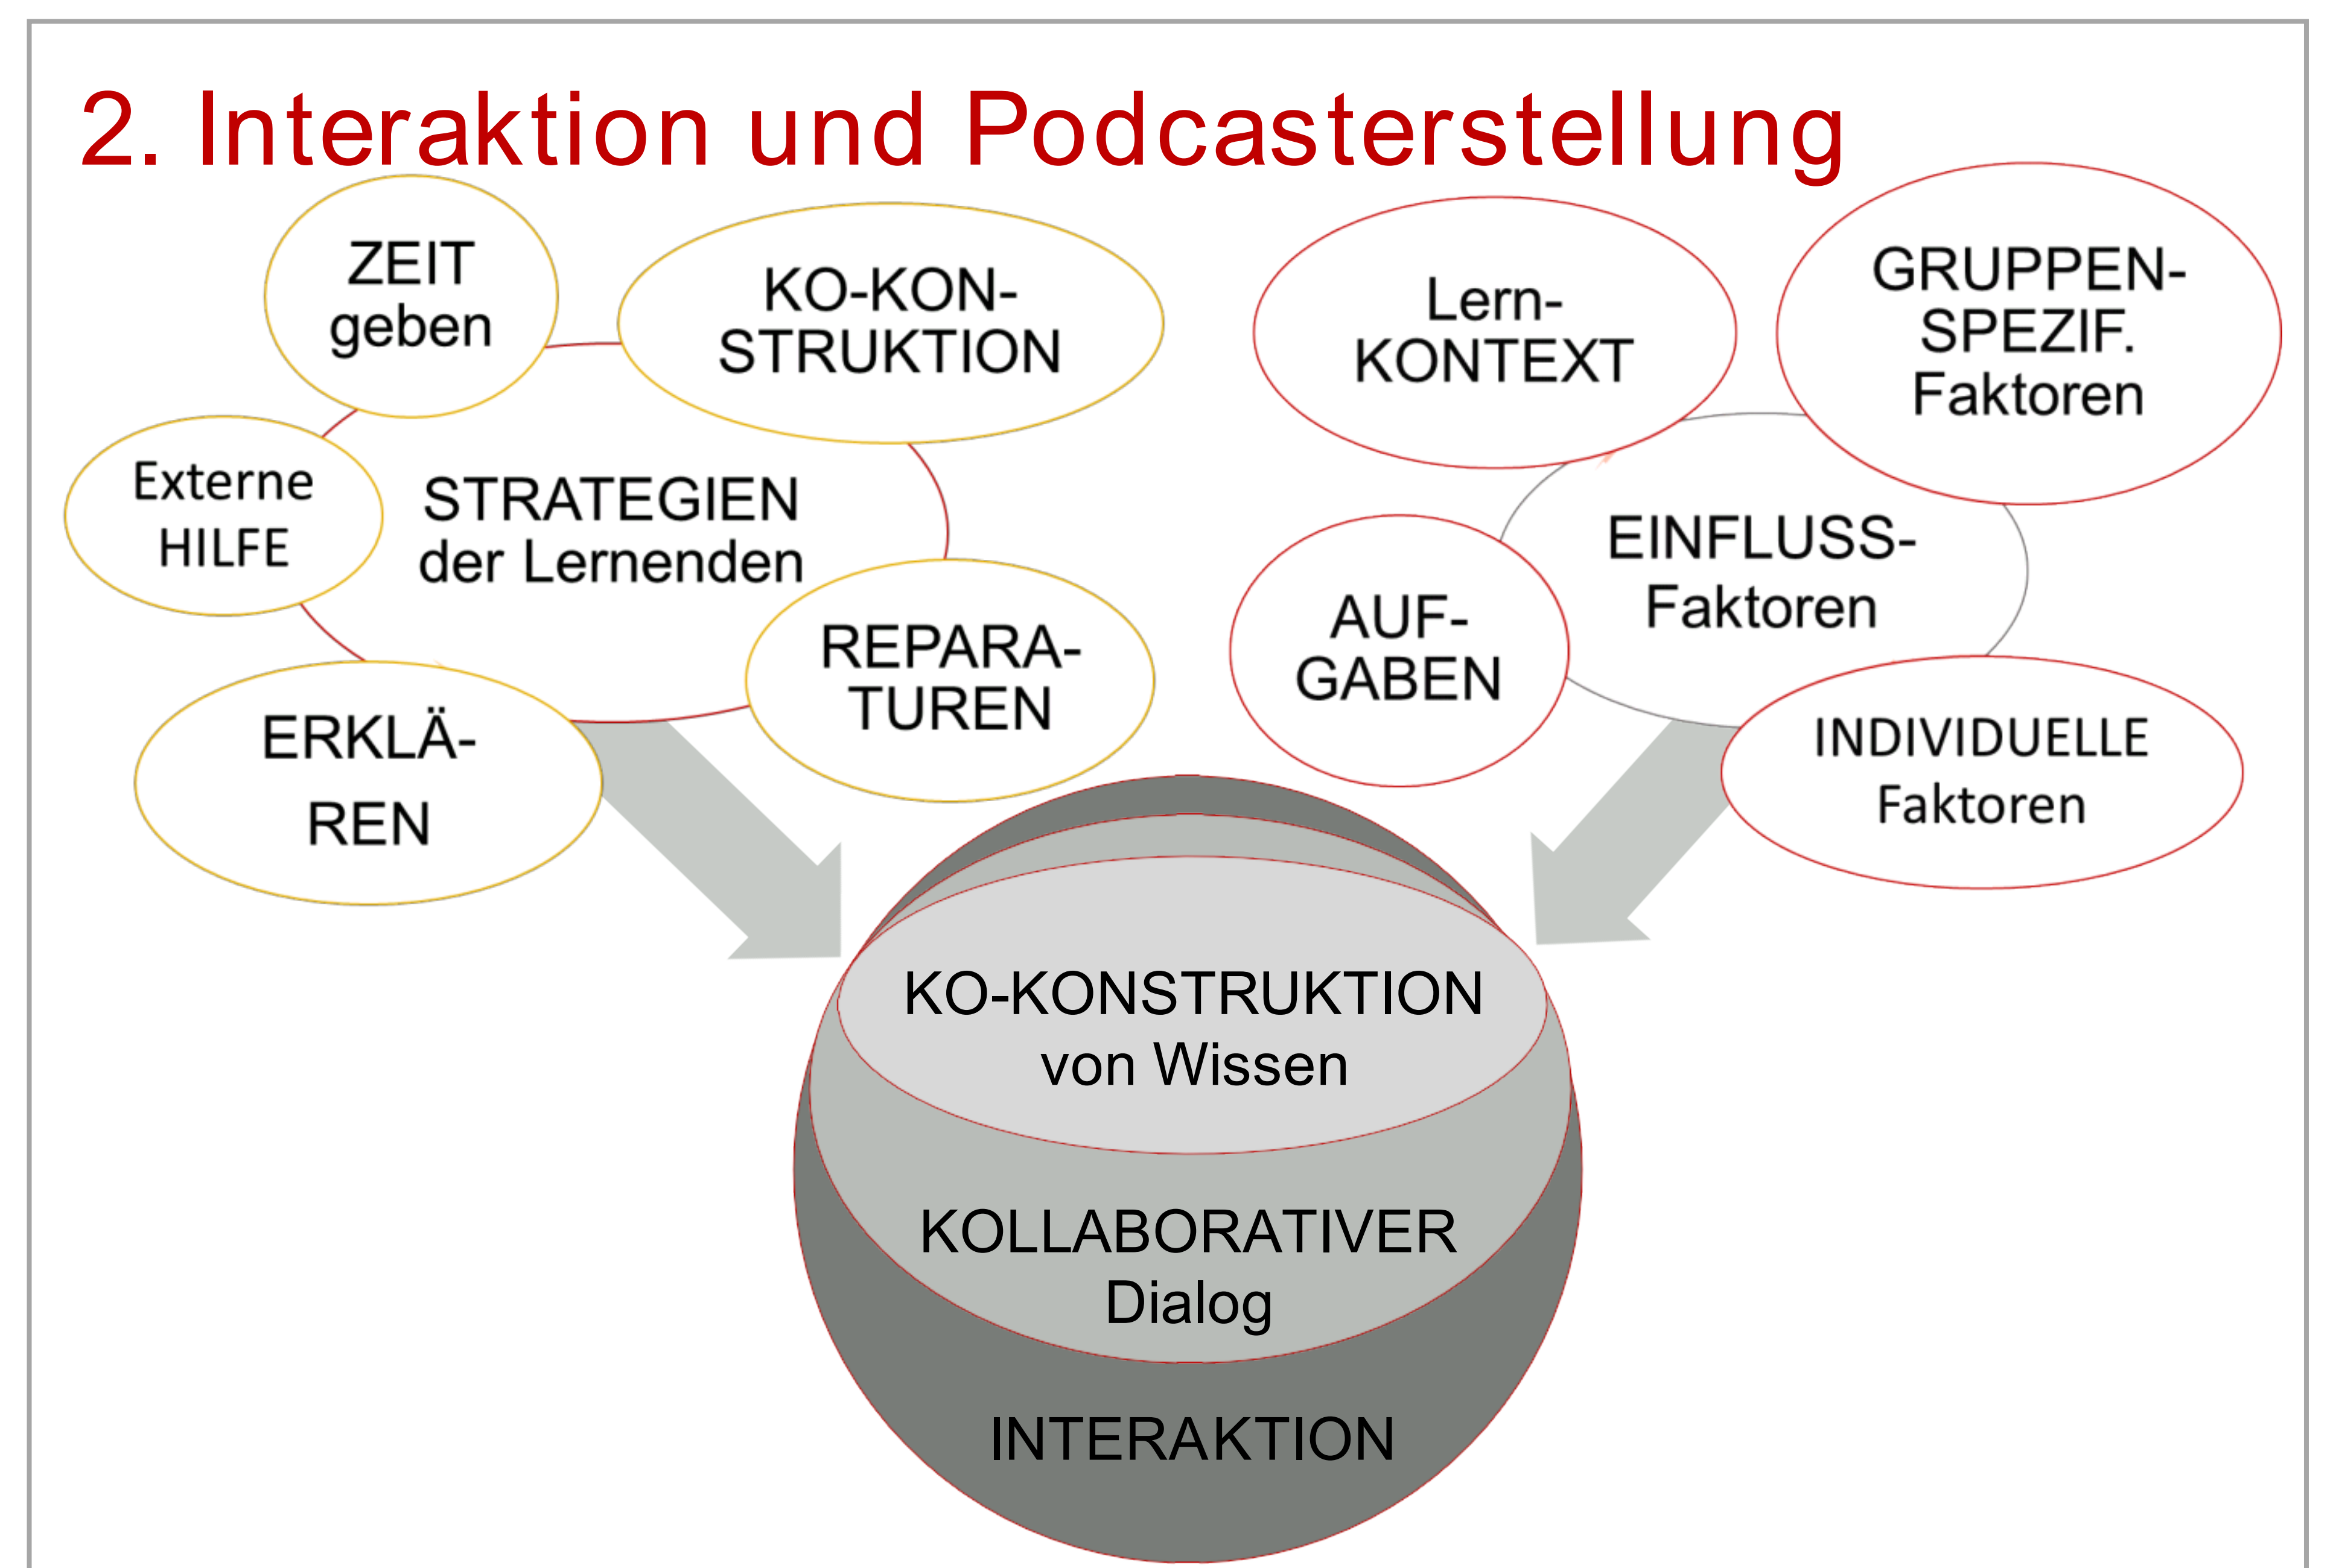 2. Interaktion und Podcasterstellung
ZEIT
geben
KO-KON-
STRUKTION
Externe
HILFE
STRATEGIEN
der Lernenden
REPARA-
TUREN
ERKLÄ-
REN
Lern-
KONTEXT
GRUPPEN-
SPEZIF.
Faktoren
EINFLUSS-
Faktoren
AUF-
GABEN
INDIVIDUELLE
Faktoren
KO-KONSTRUKTION
von Wissen
KOLLABORATIVER
Dialog
INTERAKTION